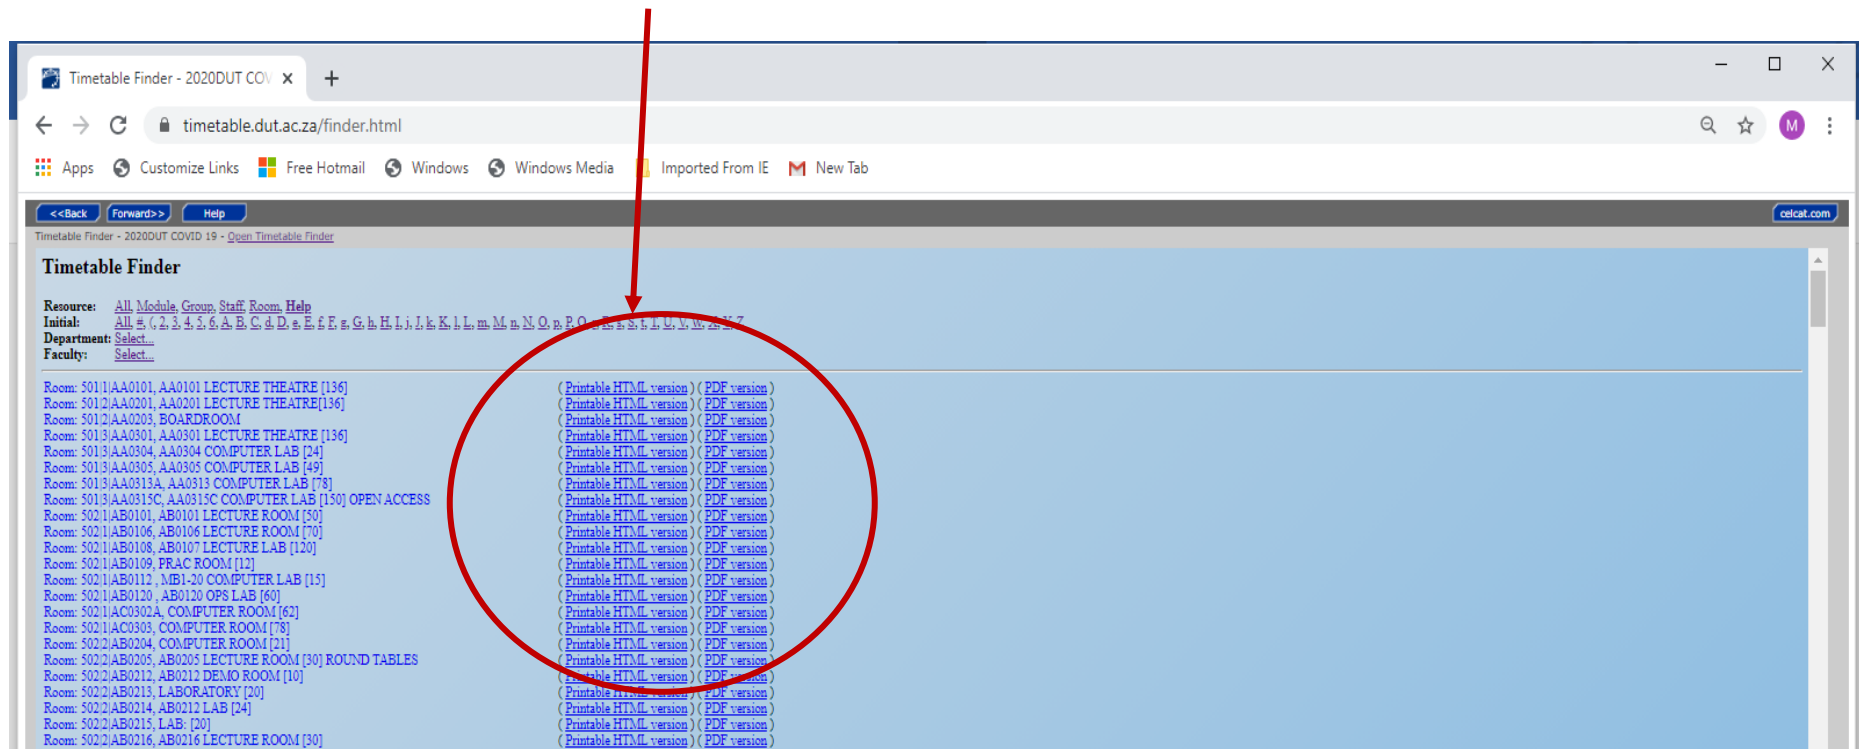 Timetable Finder - 2020DUT COV
timetable.dut.ac.za/finder.html
M
Apps Customize Links Free Hotmail Windows Windows Media Imported From IE New Tab
<<Back Forward>> Help celcat.com
Timetable Finder - 2020DUT COVID 19 - Open Timetable Finder
Timetable Finder
Resource: All, Module, Group, Staff, Room, Help
Initial: All, #, (, 2, 3, 4, 5, 6, A, B, C, d, D, e, E, f, F, g, G, h, H, I, i, J, k, K, l, L, m, M, n, N, O, p, P, Q, r, R, s, S, t, T, U, V, W, X, Y, Z
Department: Select...
Faculty: Select...
Room: 501|1|AA0101, AA0101 LECTURE THEATRE [136] ( Printable HTML version ) ( PDF version )
Room: 501|2|AA0201, AA0201 LECTURE THEATRE[136] ( Printable HTML version ) ( PDF version )
Room: 501|2|AA0203, BOARDROOM ( Printable HTML version ) ( PDF version )
Room: 501|3|AA0301, AA0301 LECTURE THEATRE [136] ( Printable HTML version ) ( PDF version )
Room: 501|3|AA0304, AA0304 COMPUTER LAB [24] ( Printable HTML version ) ( PDF version )
Room: 501|3|AA0305, AA0305 COMPUTER LAB [49] ( Printable HTML version ) ( PDF version )
Room: 501|3|AA0313A, AA0313 COMPUTER LAB [78] ( Printable HTML version ) ( PDF version )
Room: 501|3|AA0315C, AA0315C COMPUTER LAB [150] OPEN ACCESS ( Printable HTML version ) ( PDF version )
Room: 502|1|AB0101, AB0101 LECTURE ROOM [50] ( Printable HTML version ) ( PDF version )
Room: 502|1|AB0106, AB0106 LECTURE ROOM [70] ( Printable HTML version ) ( PDF version )
Room: 502|1|AB0108, AB0107 LECTURE LAB [120] ( Printable HTML version ) ( PDF version )
Room: 502|1|AB0109, PRAC ROOM [12] ( Printable HTML version ) ( PDF version )
Room: 502|1|AB0112 , MB1-20 COMPUTER LAB [15] ( Printable HTML version ) ( PDF version )
Room: 502|1|AB0120 , AB0120 OPS LAB [60] ( Printable HTML version ) ( PDF version )
Room: 502|1|AC0302A, COMPUTER ROOM [62] ( Printable HTML version ) ( PDF version )
Room: 502|1|AC0303, COMPUTER ROOM [78] ( Printable HTML version ) ( PDF version )
Room: 502|2|AB0204, COMPUTER ROOM [21] ( Printable HTML version ) ( PDF version )
Room: 502|2|AB0205, AB0205 LECTURE ROOM [30] ROUND TABLES ( Printable HTML version ) ( PDF version )
Room: 502|2|AB0212, AB0212 DEMO ROOM [10] ( Printable HTML version ) ( PDF version )
Room: 502|2|AB0213, LABORATORY [20] ( Printable HTML version ) ( PDF version )
Room: 502|2|AB0214, AB0212 LAB [24] ( Printable HTML version ) ( PDF version )
Room: 502|2|AB0215, LAB: [20] ( Printable HTML version ) ( PDF version )
Room: 502|2|AB0216, AB0216 LECTURE ROOM [30] ( Printable HTML version ) ( PDF version )